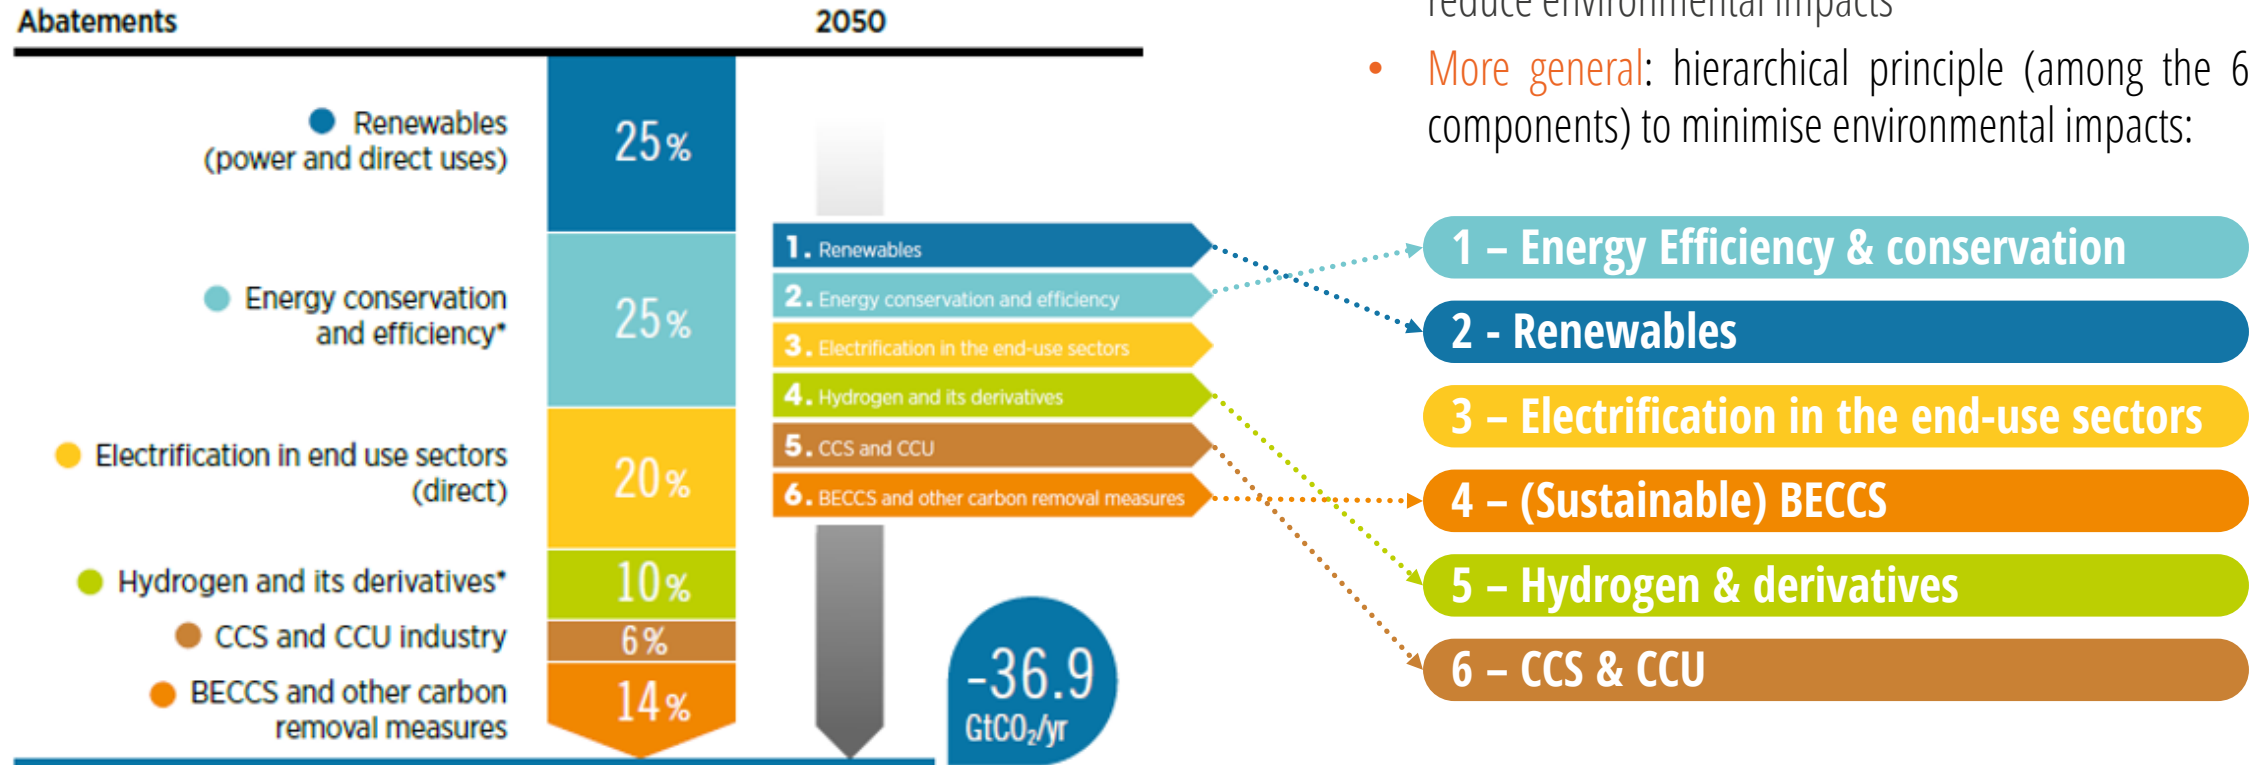 Abatements
2050
Renewables
(power and direct uses)
25%
Energy conservation
and efficiency*
25%
Electrification in end use sectors
(direct)
20%
Hydrogen and its derivatives*
10%
CCS and CCU industry
6%
BECCS and other carbon
removal measures
14%
1. Renewables
2. Energy conservation and efficiency
3. Electrification in the end-use sectors
4. Hydrogen and its derivatives
5. CCS and CCU
6. BECCS and other carbon removal measures
-36.9
GtCO₂/yr
reduce environmental impacts
• More general: hierarchical principle (among the 6
components) to minimise environmental impacts:
1 – Energy Efficiency & conservation
2 - Renewables
3 – Electrification in the end-use sectors
4 – (Sustainable) BECCS
5 – Hydrogen & derivatives
6 – CCS & CCU